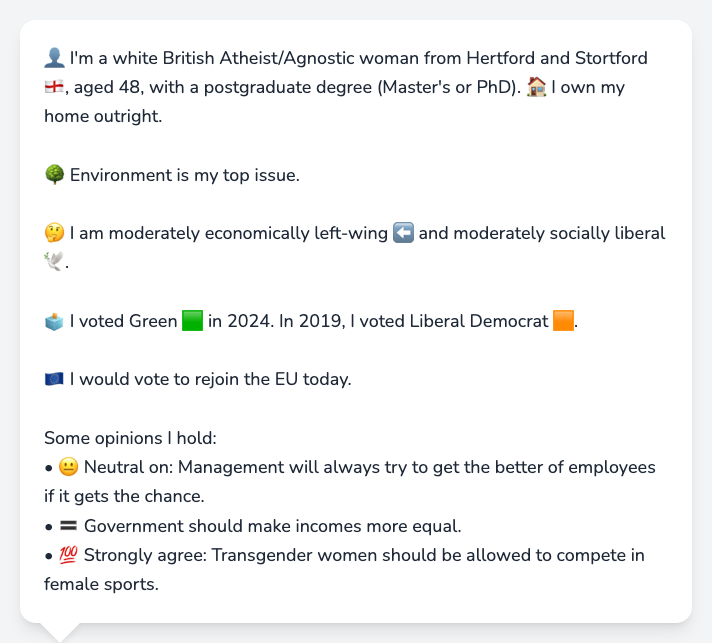 👤 I'm a white British Atheist/Agnostic woman from Hertford and Stortford
🏴󠁧󠁢󠁥󠁮󠁧󠁿, aged 48, with a postgraduate degree (Master's or PhD). 🏠 I own my
home outright.
🌳 Environment is my top issue.
🤔 I am moderately economically left-wing ⬅️ and moderately socially liberal
🕊️.
🗳️ I voted Green 🟩 in 2024. In 2019, I voted Liberal Democrat 🟧.
🇪🇺 I would vote to rejoin the EU today.
Some opinions I hold:
• 😐 Neutral on: Management will always try to get the better of employees
if it gets the chance.
• 🟰 Government should make incomes more equal.
• 💯 Strongly agree: Transgender women should be allowed to compete in
female sports.